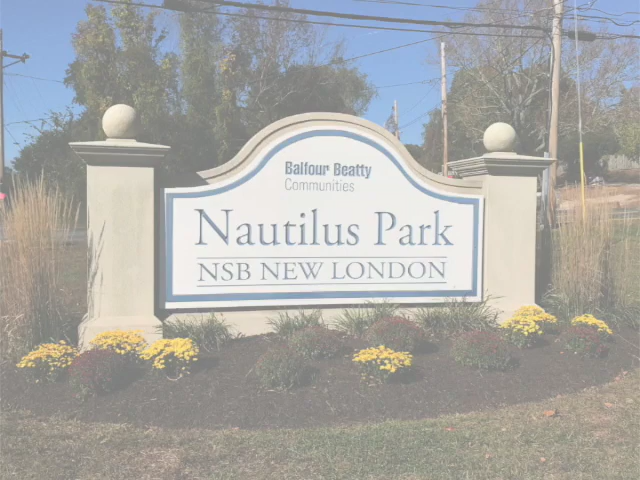 Balfour Beatty
Communities
Nautilus Park
NSB NEW LONDON